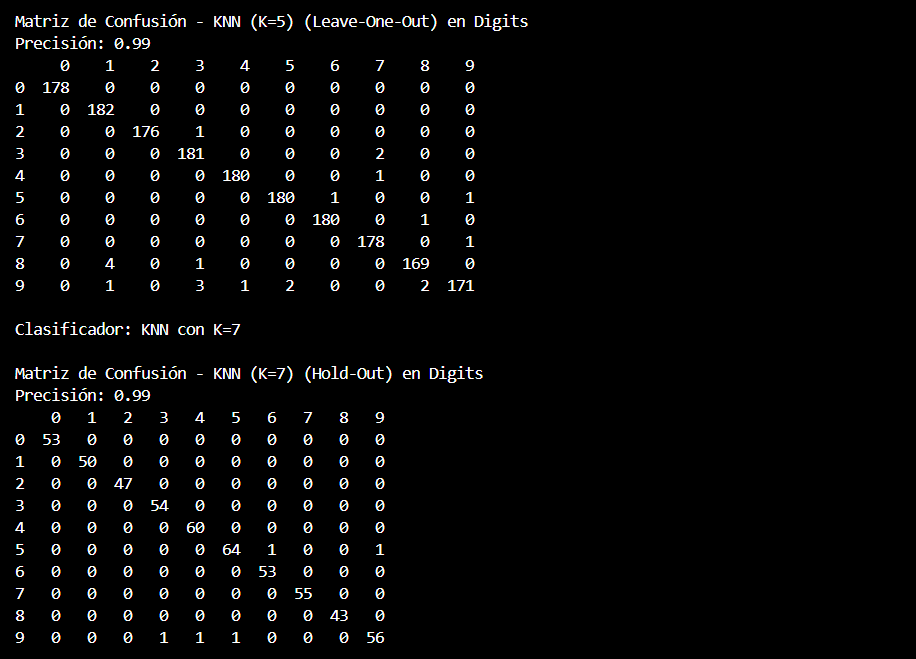 Matriz de Confusión - KNN (K=5) (Leave-One-Out) en Digits
Precisión: 0.99
     0    1    2    3    4    5    6    7    8    9
0  178    0    0    0    0    0    0    0    0    0
1    0  182    0    0    0    0    0    0    0    0
2    0    0  176    1    0    0    0    0    0    0
3    0    0    0  181    0    0    0    2    0    0
4    0    0    0    0  180    0    0    1    0    0
5    0    0    0    0    0  180    1    0    0    1
6    0    0    0    0    0    0  180    0    1    0
7    0    0    0    0    0    0    0  178    0    1
8    0    4    0    1    0    0    0    0  169    0
9    0    1    0    3    1    2    0    0    2  171
Clasificador: KNN con K=7
Matriz de Confusión - KNN (K=7) (Hold-Out) en Digits
Precisión: 0.99
    0   1   2   3   4   5   6   7   8   9
0  53   0   0   0   0   0   0   0   0   0
1   0  50   0   0   0   0   0   0   0   0
2   0   0  47   0   0   0   0   0   0   0
3   0   0   0  54   0   0   0   0   0   0
4   0   0   0   0  60   0   0   0   0   0
5   0   0   0   0   0  64   1   0   0   1
6   0   0   0   0   0   0  53   0   0   0
7   0   0   0   0   0   0   0  55   0   0
8   0   0   0   0   0   0   0   0  43   0
9   0   0   0   1   1   1   0   0   0  56